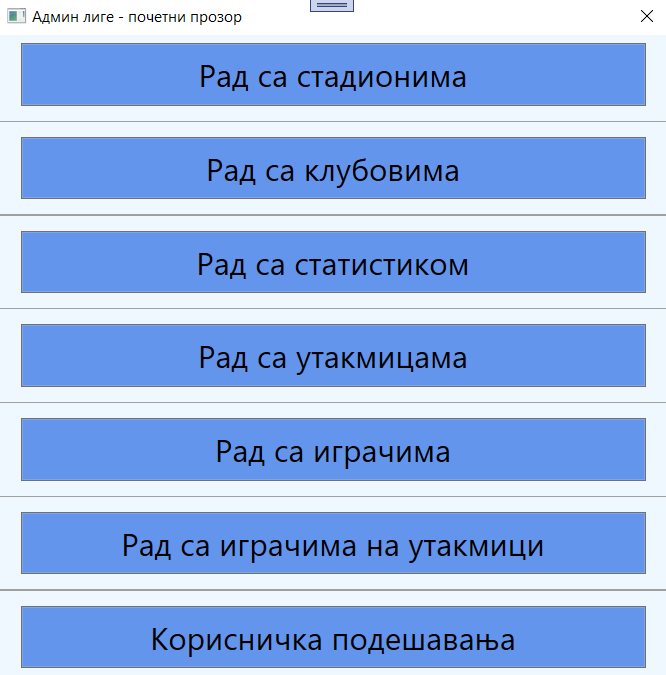 Админ лиге - почетни прозор
Рад са стадионима
Рад са клубовима
Рад са статистиком
Рад са утакмицама
Рад са играчима
Рад са играчима на утакмици
Корисничка подешавања